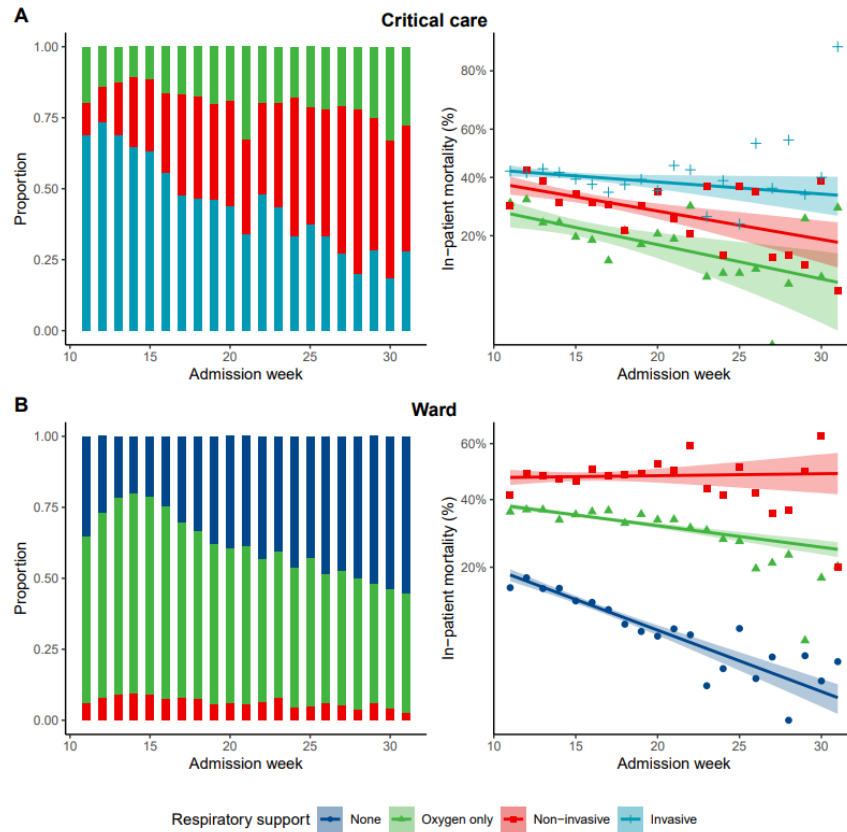 A
Critical care
1.00
0.75
0.50
0.25
0.00
Proportion
10 15 20 25 30
Admission week
80%
60%
40%
20%
In−patient mortality (%)
10 15 20 25 30
Admission week
B
Ward
1.00
0.75
0.50
0.25
0.00
Proportion
10 15 20 25 30
Admission week
60%
40%
20%
In−patient mortality (%)
10 15 20 25 30
Admission week
Respiratory support None Oxygen only Non−invasive Invasive